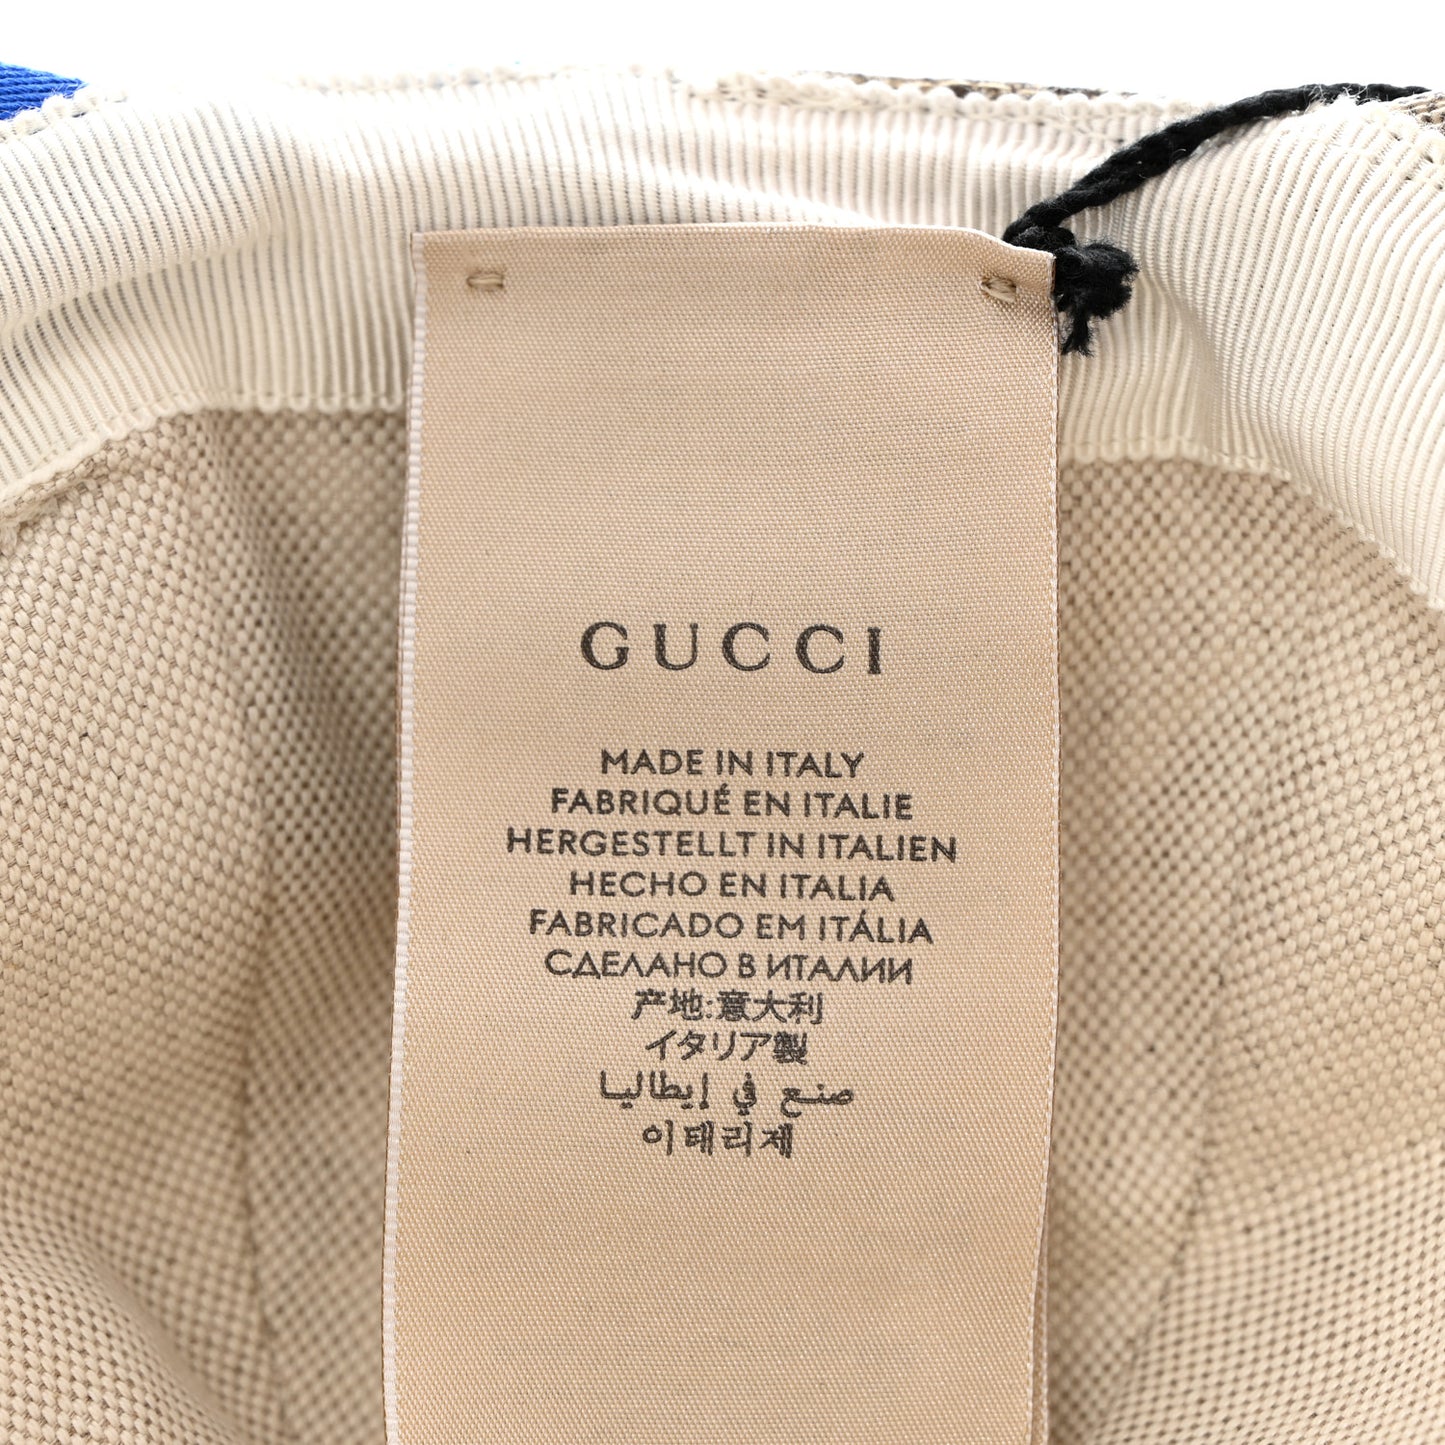 GUCCI
MADE IN ITALY
FABRIQUÉ EN ITALIE
HERGESTELLT IN ITALIEN
HECHO EN ITALIA
FABRICADO EM ITÁLIA
СДЕЛАНО В ИТАЛИИ
产地:意大利
イタリア製
صنع في إيطاليا
이태리제